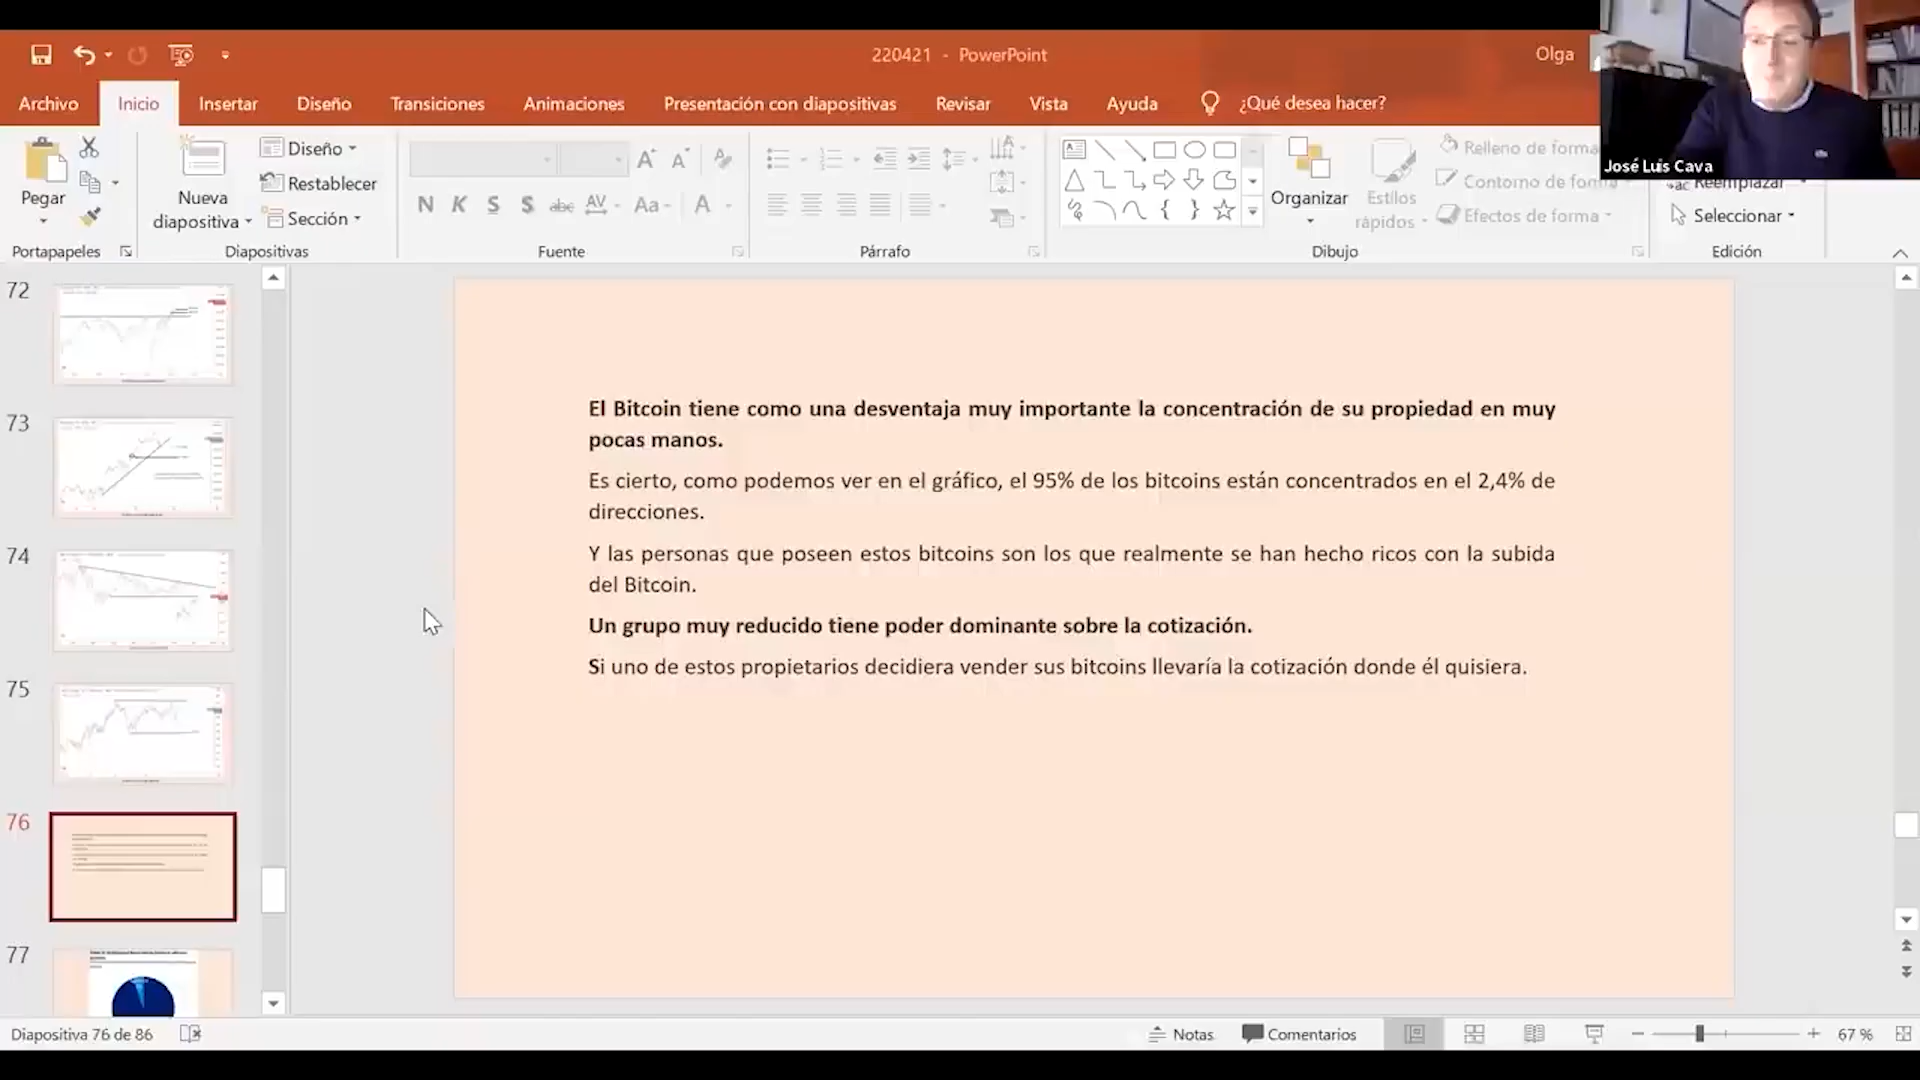 220421 - PowerPoint
Olga
Archivo
Inicio
Insertar
Diseño
Transiciones
Animaciones
Presentación con diapositivas
Revisar
Vista
Ayuda
¿Qué desea hacer?
Pegar
Nueva
diapositiva
Diseño
Restablecer
Sección
N K S S abc AV Aa A
Organizar
Estilos
rápidos
Relleno de forma
Contorno de forma
Efectos de forma
José Luis Cava
Reemplazar
Seleccionar
Portapapeles
Diapositivas
Fuente
Párrafo
Dibujo
Edición
72
73
74
75
76
77
El Bitcoin tiene como una desventaja muy importante la concentración de su propiedad en muy
pocas manos.
Es cierto, como podemos ver en el gráfico, el 95% de los bitcoins están concentrados en el 2,4% de
direcciones.
Y las personas que poseen estos bitcoins son los que realmente se han hecho ricos con la subida
del Bitcoin.
Un grupo muy reducido tiene poder dominante sobre la cotización.
Si uno de estos propietarios decidiera vender sus bitcoins llevaría la cotización donde él quisiera.
Diapositiva 76 de 86
Notas
Comentarios
67 %